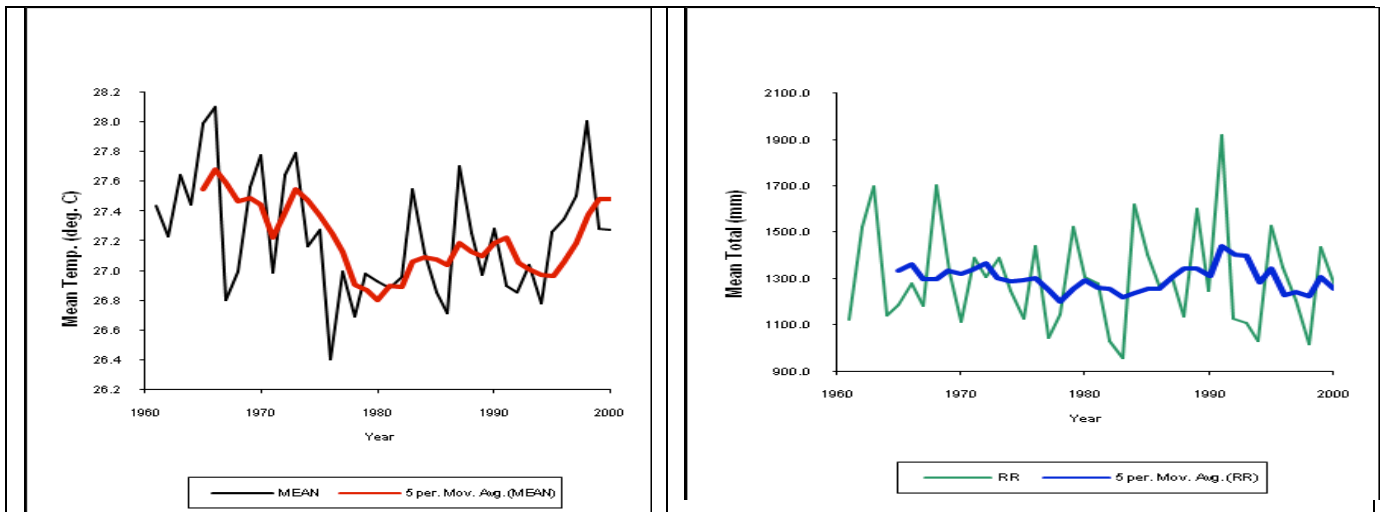 Mean Temp. (deg. C)
28.2
28.0
27.8
27.6
27.4
27.2
27.0
26.8
26.6
26.4
26.2
1960 1970 1980 1990 2000
Year
MEAN 5 per. Mov. Avg. (MEAN)
Mean Total (mm)
2100.0
1900.0
1700.0
1500.0
1300.0
1100.0
900.0
1960 1970 1980 1990 2000
Year
RR 5 per. Mov. Avg. (RR)